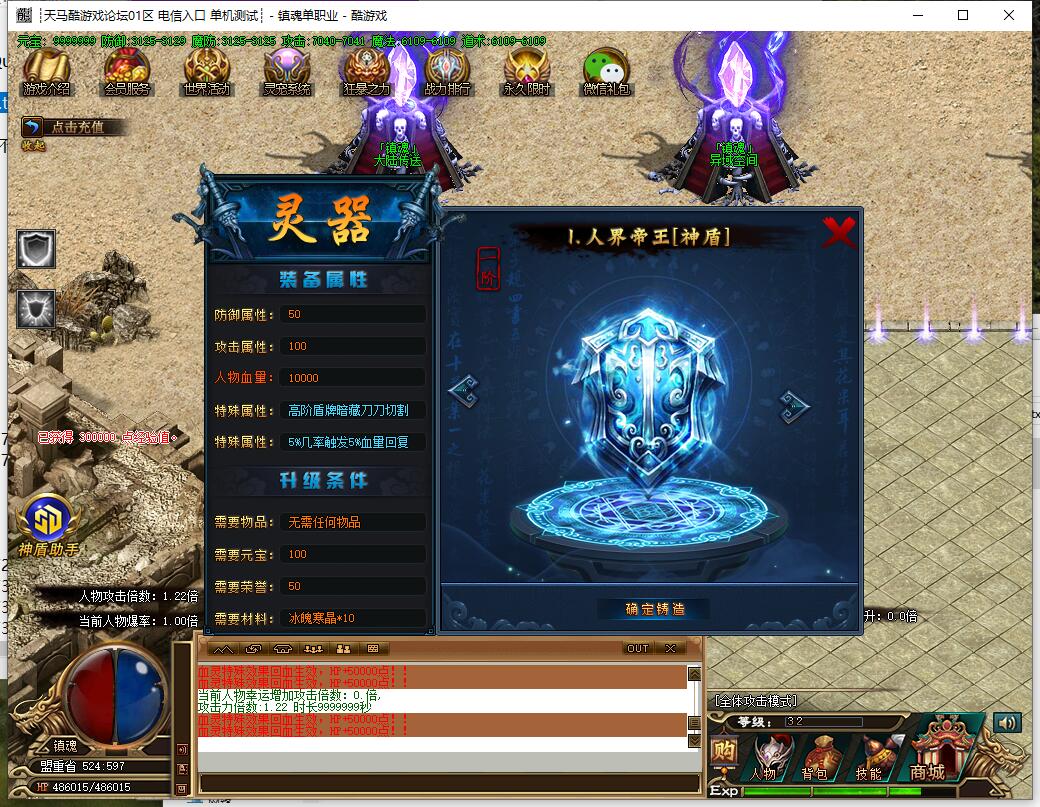 天马酷游戏论坛01区 电信入口 单机测试 - 镇魂单职业 - 酷游戏
元宝: 9999999 防御:3125-3129 魔防:3125-3125 攻击:7040-7041 魔法:6109-6109 道术:6109-6109
游戏介绍 会员服务 世界活动 灵宠系统 狂暴之力 战力排行 永久限时 微信礼包
点击充值
收起
「镇魂」
大陆传送
「镇魂」
异域空间
灵器
装备属性
防御属性： 50
攻击属性： 100
人物血量： 10000
特殊属性： 高阶盾牌暗藏刀刀切割
特殊属性： 5%几率触发5%血量回复
升级条件
需要物品： 无需任何物品
需要元宝： 100
需要荣誉： 50
需要材料： 冰魄寒晶*10
1.人界帝王[神盾]
一阶
确定铸造
已获得 300000 点经验值。
神盾助手
人物攻击倍数：1.22倍
当前人物爆率：1.00倍
升：0.0倍
OUT
血灵特殊效果回血生效，HP+50000点！！
血灵特殊效果回血生效，HP+50000点！！
当前人物幸运增加攻击倍数：0.倍,
攻击力倍数:1.22 时长9999999秒
血灵特殊效果回血生效，HP+50000点！！
血灵特殊效果回血生效，HP+50000点！！
镇魂
盟重省 524:597
HP 486015/486015
[全体攻击模式]
等级： 32
购 人物 背包 技能 商城
Exp